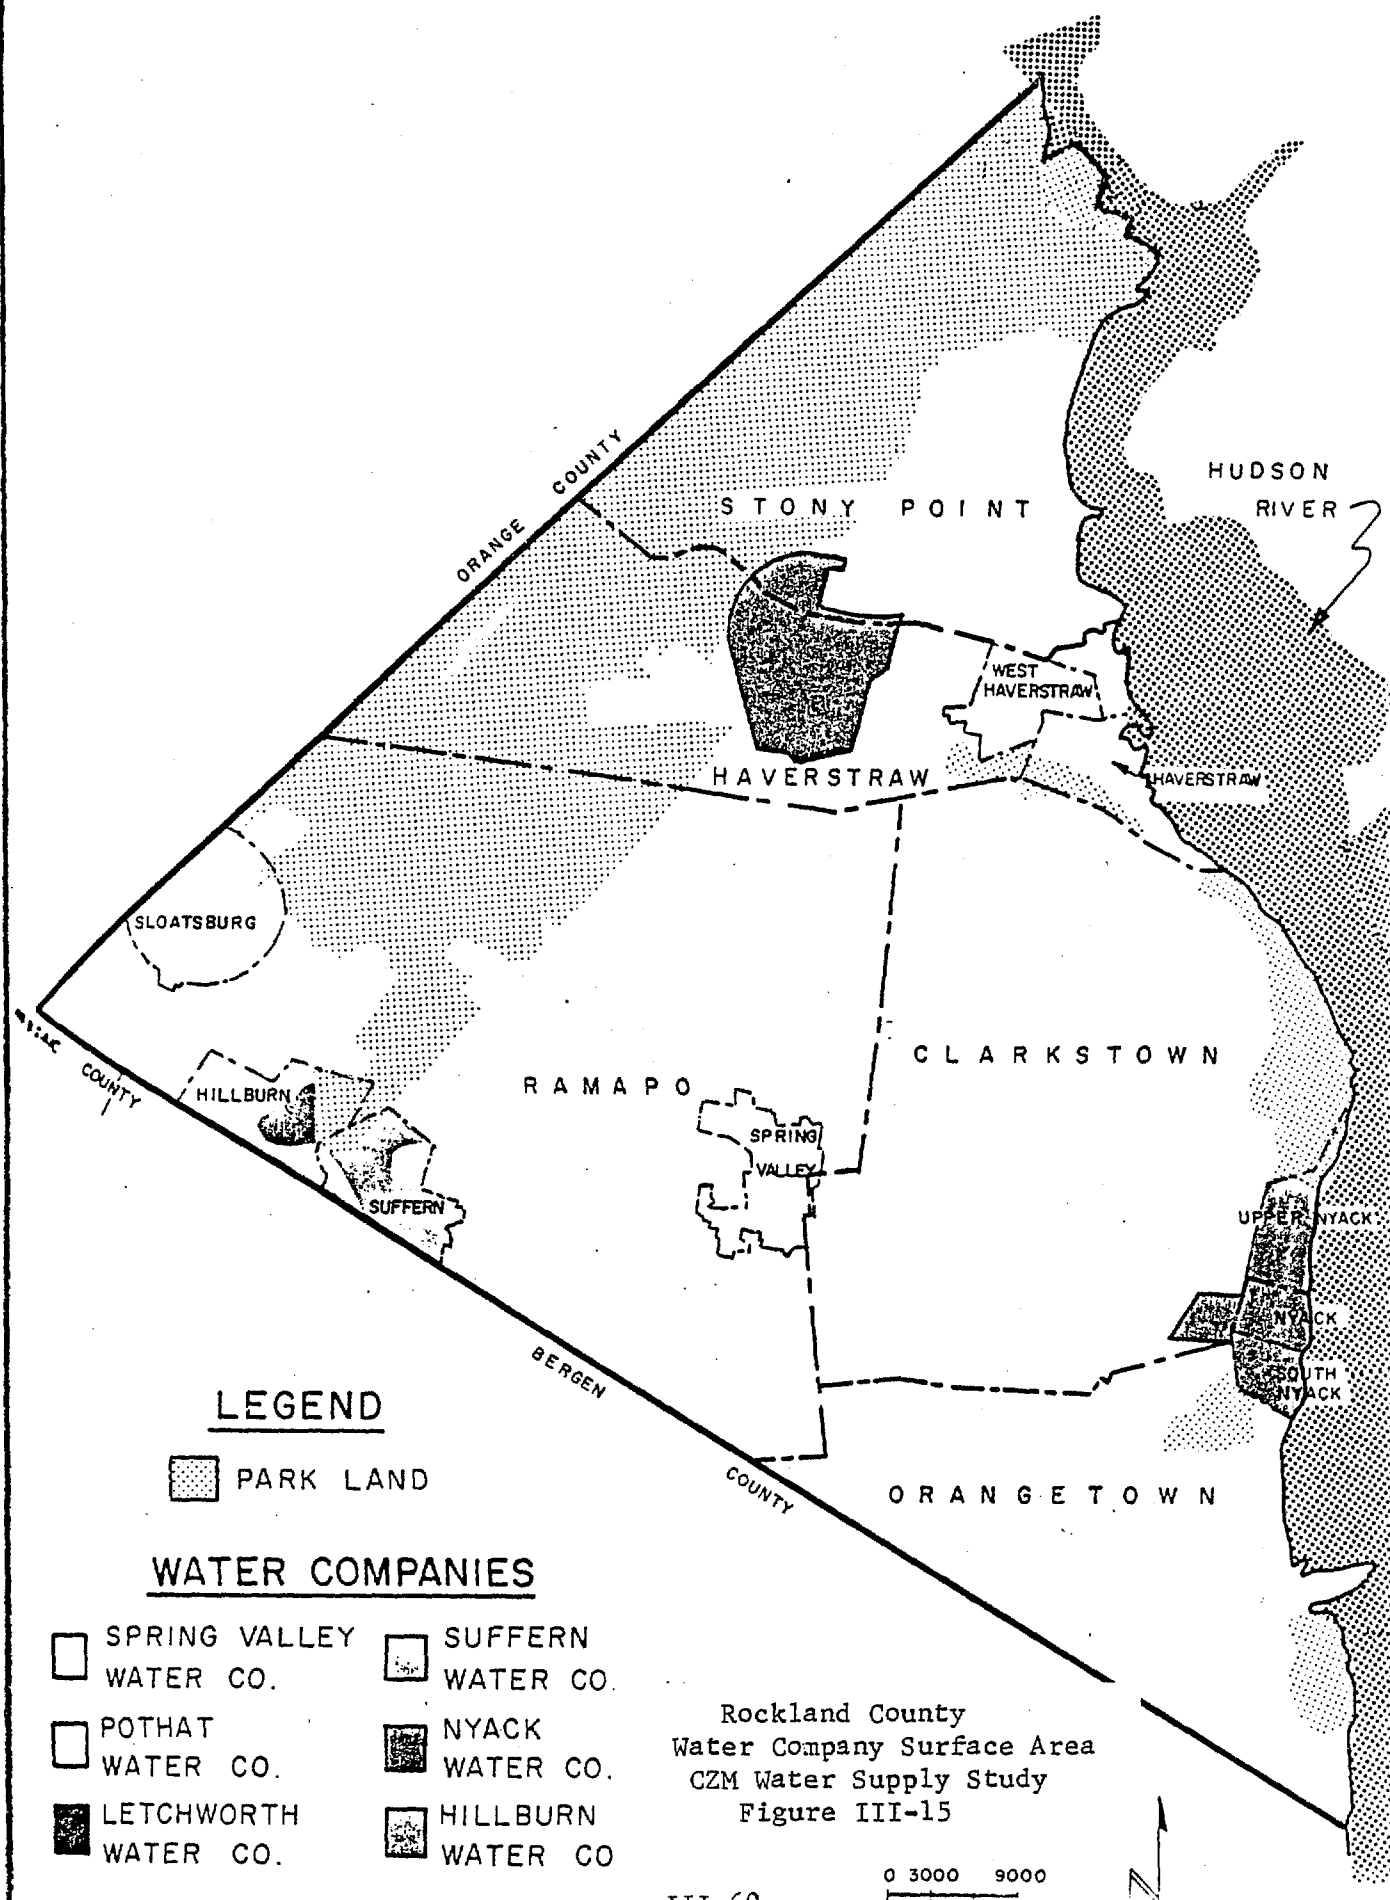 HUDSON
RIVER
STONY POINT
ORANGE COUNTY
WEST
HAVERSTRAW
HAVERSTRAW
HAVERSTRAW
SLOATSBURG
CLARKSTOWN
COUNTY
HILLBURN
RAMAPO
SPRING
VALLEY
SUFFERN
UPPER NYACK
NYACK
SOUTH
NYACK
BERGEN
COUNTY
ORANGETOWN
LEGEND
PARK LAND
WATER COMPANIES
SPRING VALLEY
WATER CO.
SUFFERN
WATER CO.
POTHAT
WATER CO.
NYACK
WATER CO.
LETCHWORTH
WATER CO.
HILLBURN
WATER CO
Rockland County
Water Company Surface Area
CZM Water Supply Study
Figure III-15
0 3000 9000
N